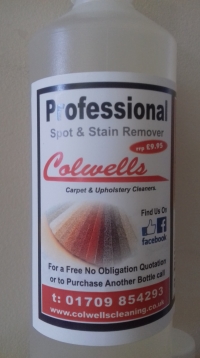 Professional
Spot & Stain Remover
rrp £9.95
Colwells
Carpet & Upholstery Cleaners.
Find Us On
facebook
For a Free No Obligation Quotation
or to Purchase Another Bottle call
t: 01709 854293
www.colwellscleaning.co.uk